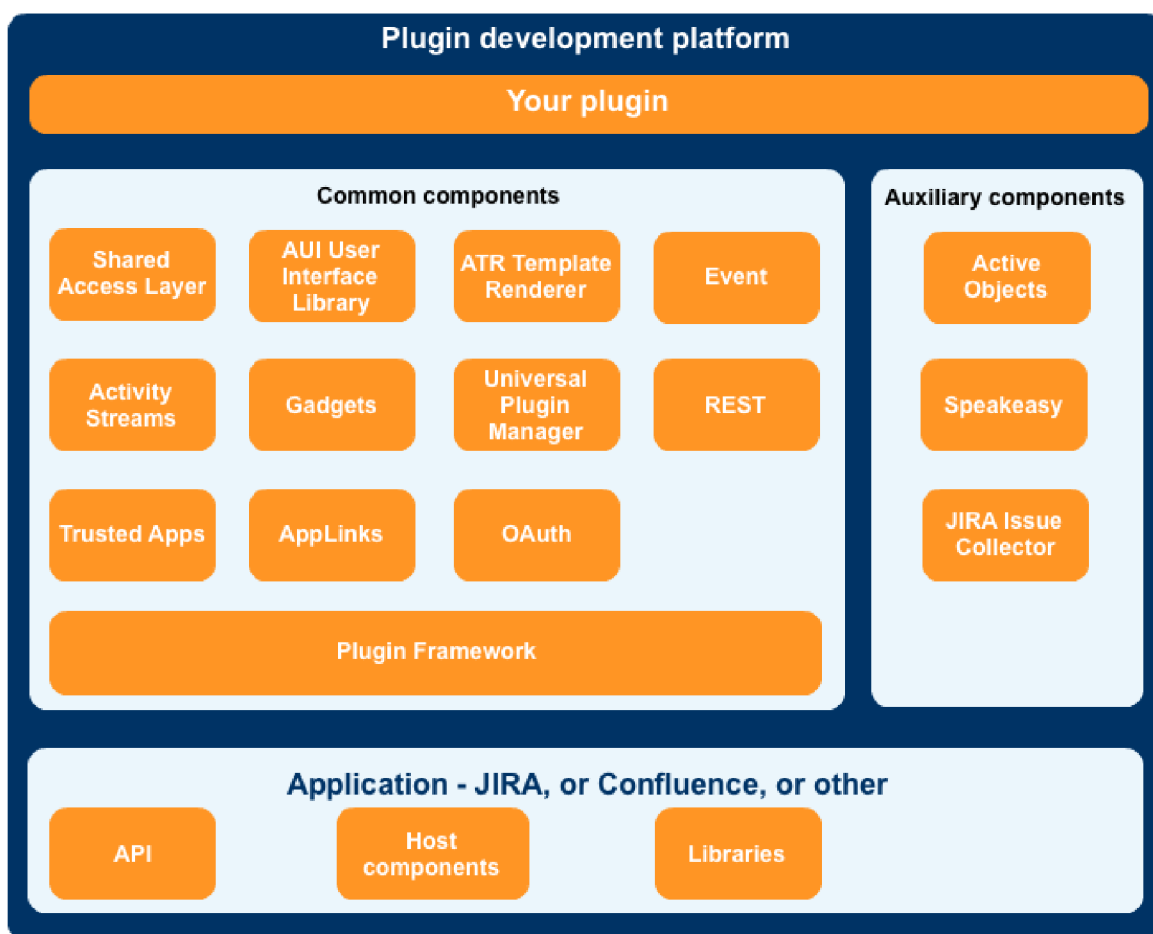 Plugin development platform
Your plugin
Common components
Shared
Access Layer
AUI User
Interface
Library
ATR Template
Renderer
Event
Activity
Streams
Gadgets
Universal
Plugin
Manager
REST
Trusted Apps
AppLinks
OAuth
Plugin Framework
Auxiliary components
Active
Objects
Speakeasy
JIRA Issue
Collector
Application - JIRA, or Confluence, or other
API
Host
components
Libraries